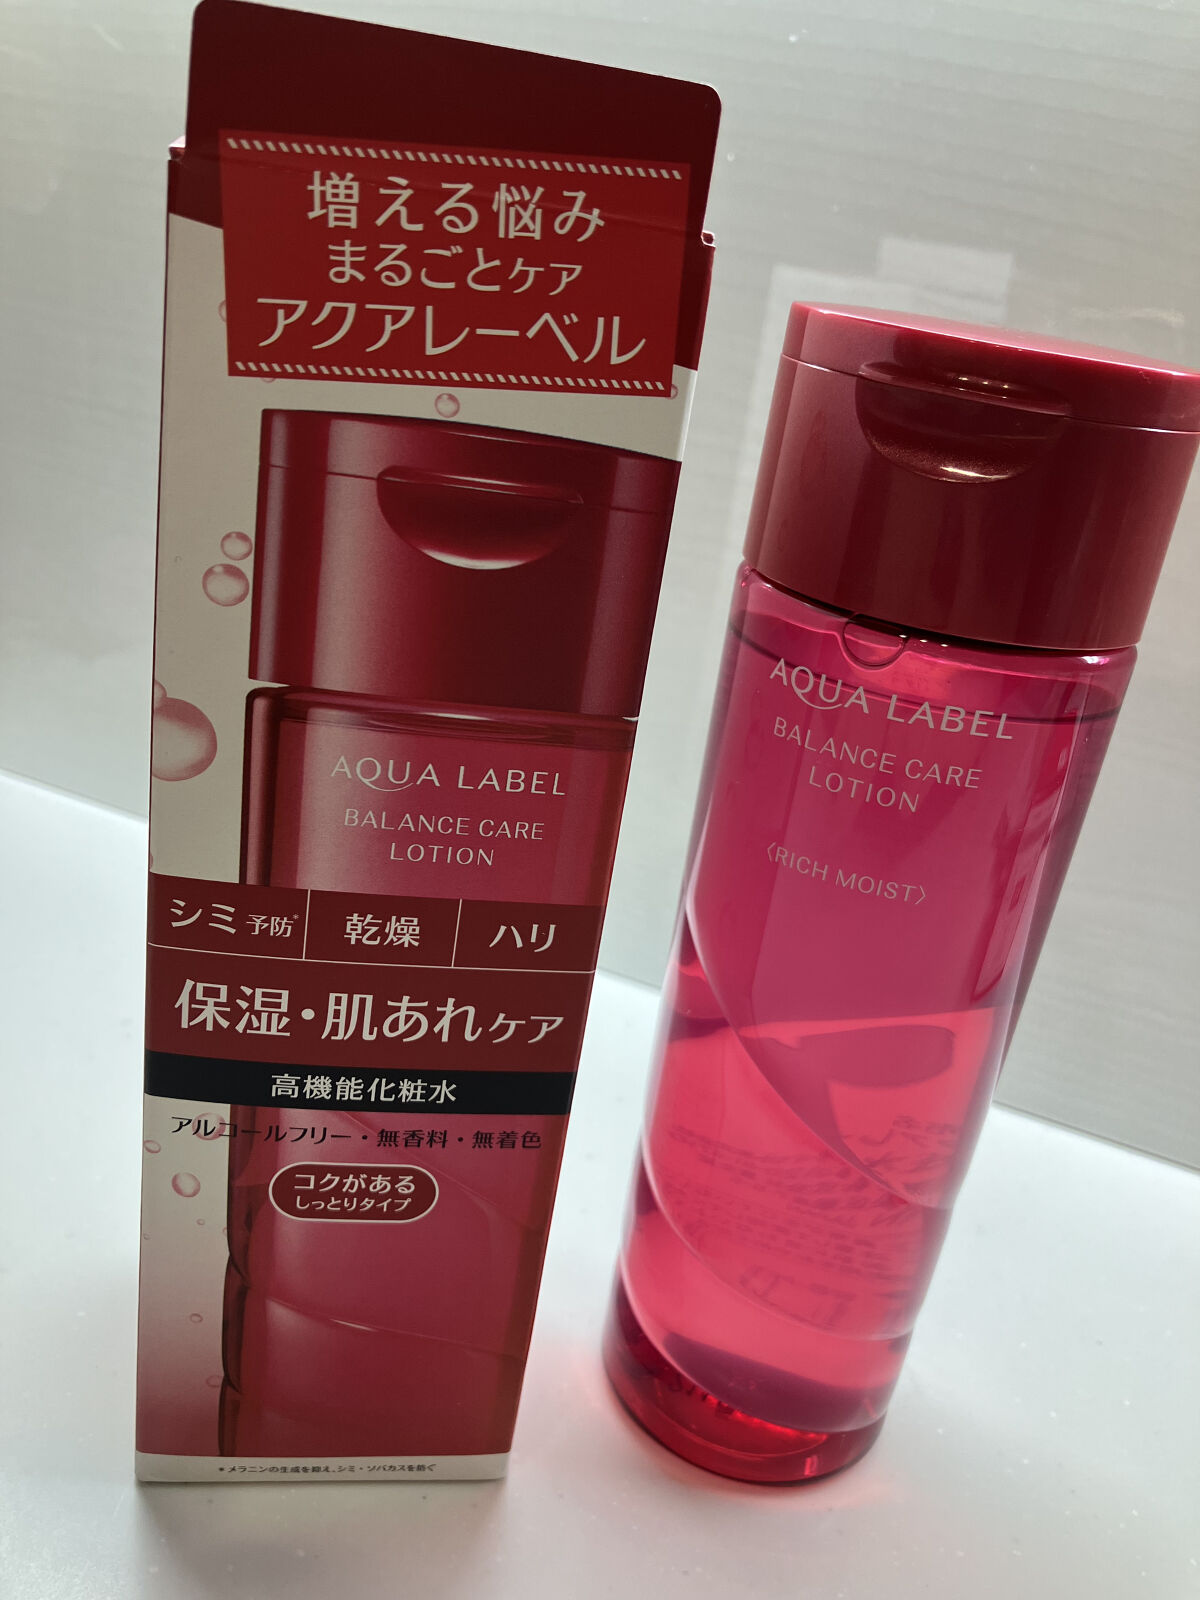 増える悩み
まるごとケア
アクアレーベル
AQUA LABEL
BALANCE CARE
LOTION
シミ予防* 乾燥 ハリ
保湿・肌あれケア
高機能化粧水
アルコールフリー・無香料・無着色
コクがある
しっとりタイプ
*メラニンの生成を抑え、シミ・ソバカスを防ぐ
AQUA LABEL
BALANCE CARE
LOTION
〈RICH MOIST〉